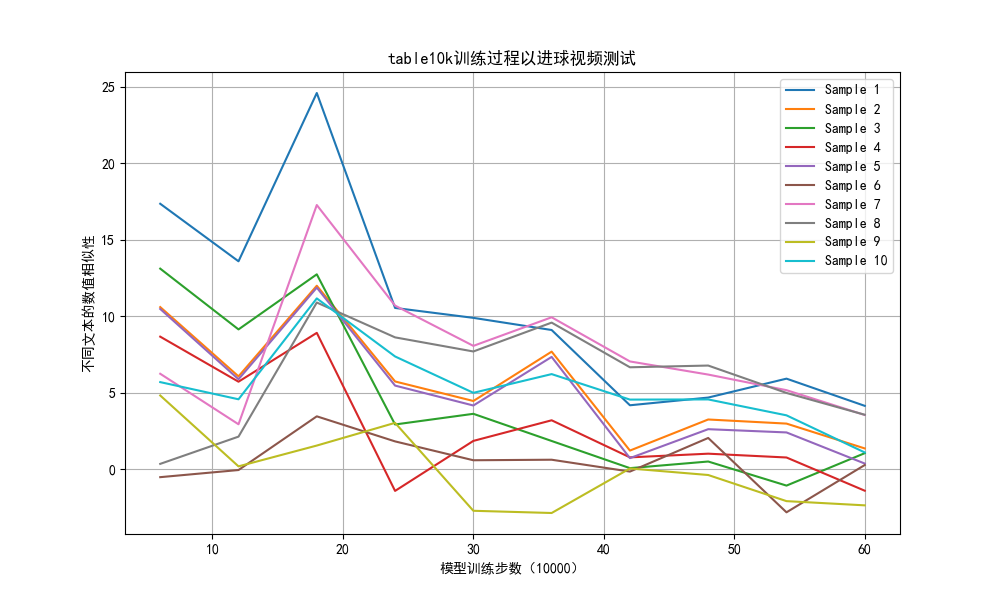 table10k训练过程以进球视频测试
不同文本的数值相似性
25
20
15
10
5
0
10
20
30
40
50
60
模型训练步数（10000）
Sample 1
Sample 2
Sample 3
Sample 4
Sample 5
Sample 6
Sample 7
Sample 8
Sample 9
Sample 10